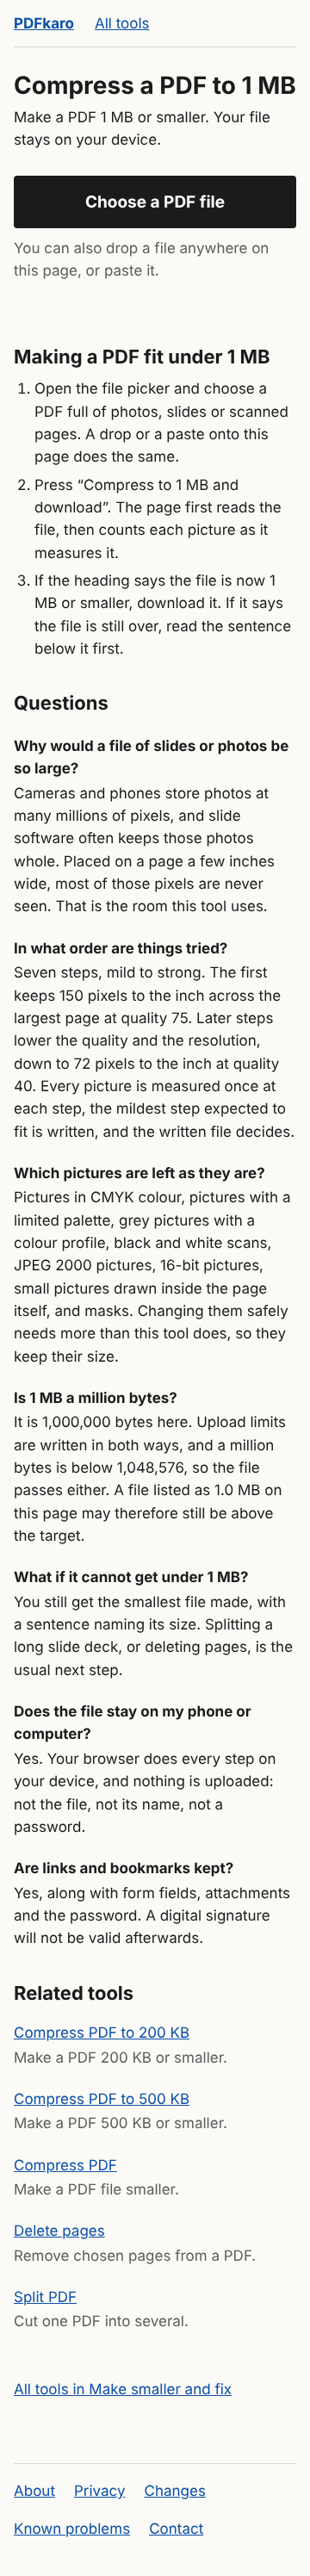 PDFkaro All tools
Compress a PDF to 1 MB
Make a PDF 1 MB or smaller. Your file
stays on your device.
Choose a PDF file
You can also drop a file anywhere on
this page, or paste it.
Making a PDF fit under 1 MB
1. Open the file picker and choose a
PDF full of photos, slides or scanned
pages. A drop or a paste onto this
page does the same.
2. Press “Compress to 1 MB and
download”. The page first reads the
file, then counts each picture as it
measures it.
3. If the heading says the file is now 1
MB or smaller, download it. If it says
the file is still over, read the sentence
below it first.
Questions
Why would a file of slides or photos be
so large?
Cameras and phones store photos at
many millions of pixels, and slide
software often keeps those photos
whole. Placed on a page a few inches
wide, most of those pixels are never
seen. That is the room this tool uses.
In what order are things tried?
Seven steps, mild to strong. The first
keeps 150 pixels to the inch across the
largest page at quality 75. Later steps
lower the quality and the resolution,
down to 72 pixels to the inch at quality
40. Every picture is measured once at
each step, the mildest step expected to
fit is written, and the written file decides.
Which pictures are left as they are?
Pictures in CMYK colour, pictures with a
limited palette, grey pictures with a
colour profile, black and white scans,
JPEG 2000 pictures, 16-bit pictures,
small pictures drawn inside the page
itself, and masks. Changing them safely
needs more than this tool does, so they
keep their size.
Is 1 MB a million bytes?
It is 1,000,000 bytes here. Upload limits
are written in both ways, and a million
bytes is below 1,048,576, so the file
passes either. A file listed as 1.0 MB on
this page may therefore still be above
the target.
What if it cannot get under 1 MB?
You still get the smallest file made, with
a sentence naming its size. Splitting a
long slide deck, or deleting pages, is the
usual next step.
Does the file stay on my phone or
computer?
Yes. Your browser does every step on
your device, and nothing is uploaded:
not the file, not its name, not a
password.
Are links and bookmarks kept?
Yes, along with form fields, attachments
and the password. A digital signature
will not be valid afterwards.
Related tools
Compress PDF to 200 KB
Make a PDF 200 KB or smaller.
Compress PDF to 500 KB
Make a PDF 500 KB or smaller.
Compress PDF
Make a PDF file smaller.
Delete pages
Remove chosen pages from a PDF.
Split PDF
Cut one PDF into several.
All tools in Make smaller and fix
About Privacy Changes
Known problems Contact